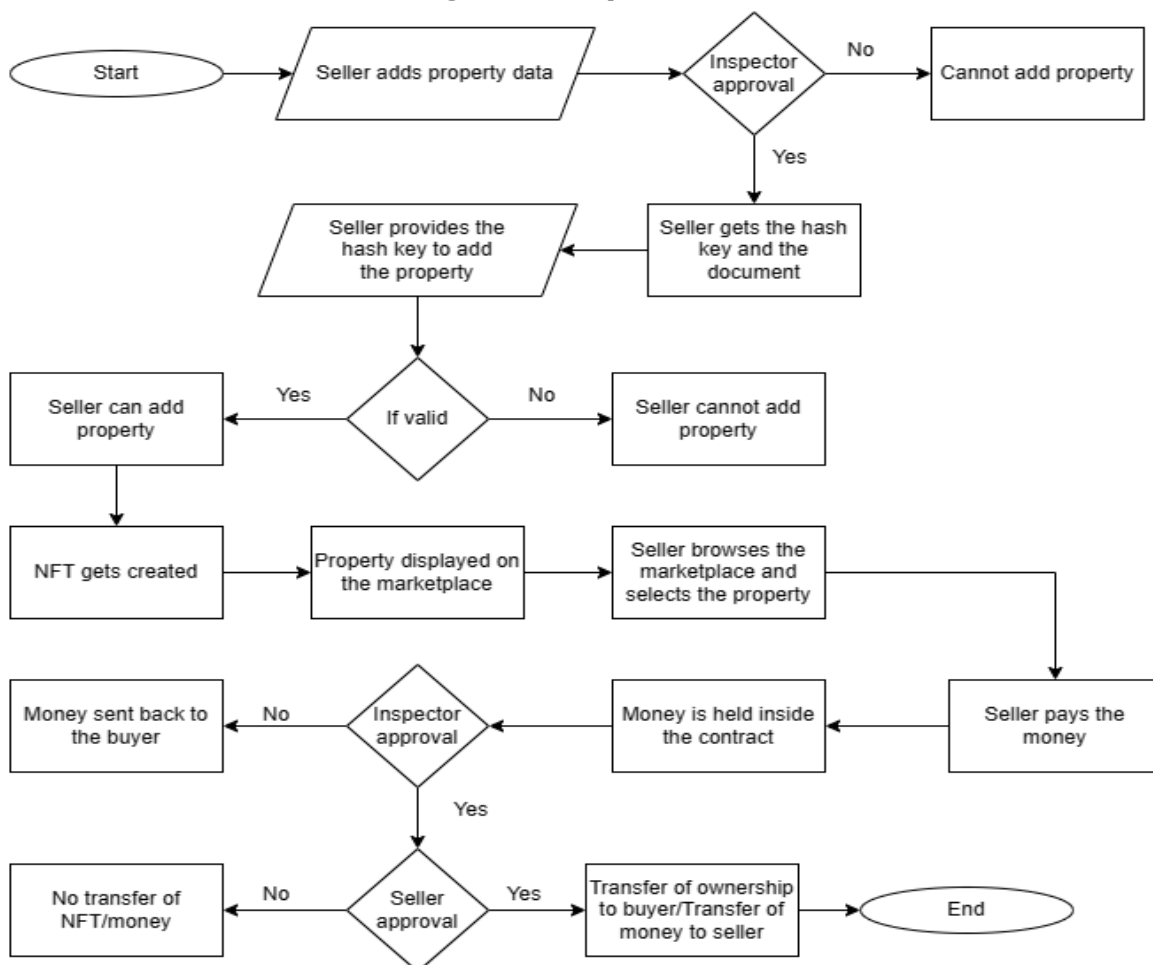 Start
Seller adds property data
Inspector
approval
No
Cannot add property
Yes
Seller provides the
hash key to add
the property
Seller gets the hash
key and the
document
Seller can add
property
Yes
If valid
No
Seller cannot add
property
NFT gets created
Property displayed on
the marketplace
Seller browses the
marketplace and
selects the property
Money sent back to
the buyer
No
Inspector
approval
Money is held inside
the contract
Seller pays the
money
Yes
No transfer of
NFT/money
No
Seller
approval
Yes
Transfer of ownership
to buyer/Transfer of
money to seller
End